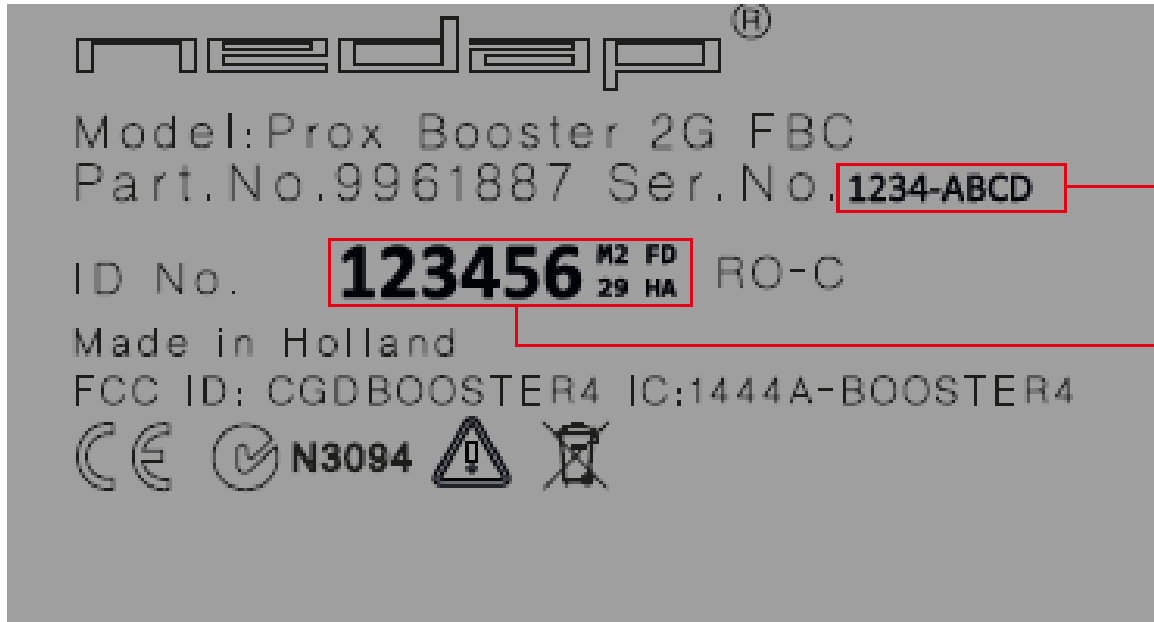 nedap®
Model:Prox Booster 2G FBC
Part.No.9961887 Ser.No.1234-ABCD
ID No. 123456 M2 FD 29 HA RO-C
Made in Holland
FCC ID: CGDBOOSTER4 IC:1444A-BOOSTER4
CE N3094